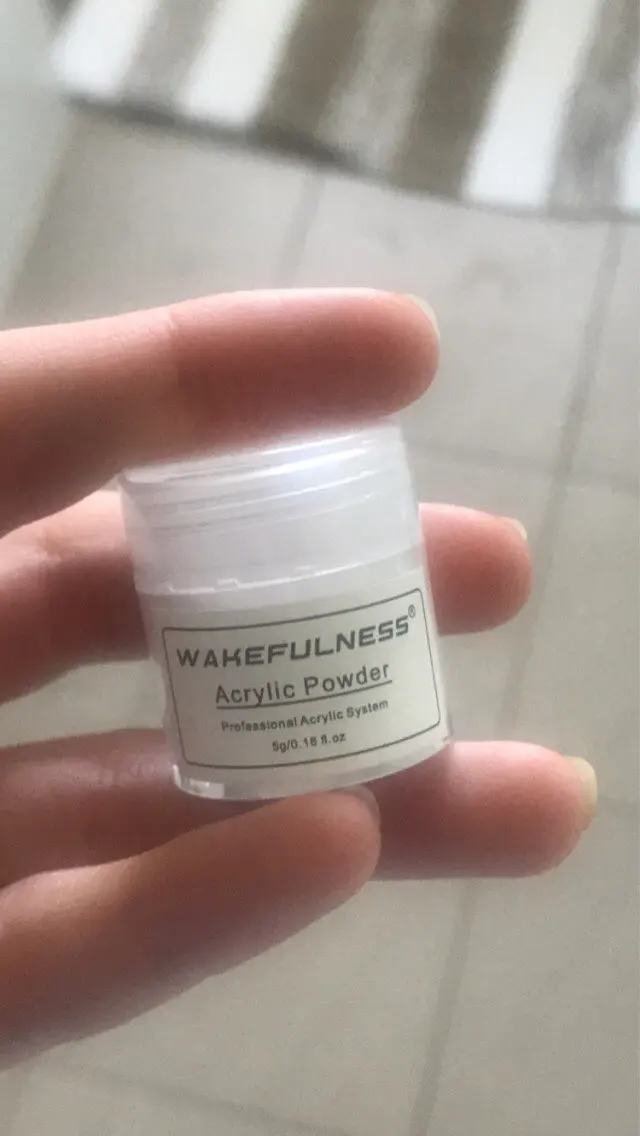 WAKEFULNESS®
Acrylic Powder
Professional Acrylic System
5g/0.18 fl.oz